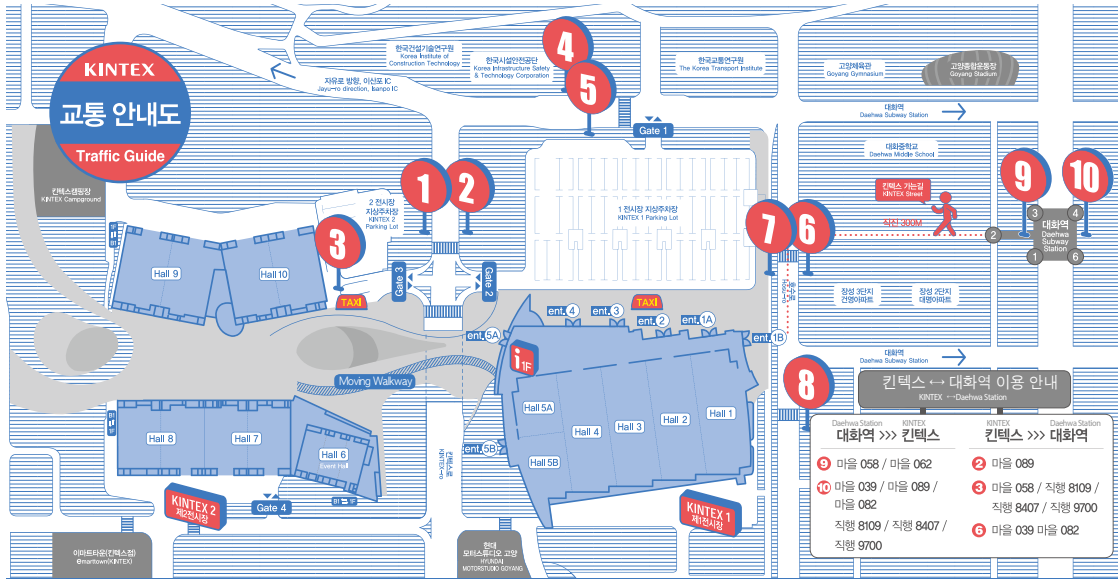 KINTEX
교통 안내도
Traffic Guide
한국건설기술연구원
Korea Institute of
Construction Technology
한국시설안전공단
Korea Infrastructure Safety
& Technology Corporation
4
5
한국교통연구원
The Korea Transport Institute
고양체육관
Goyang Gymnasium
고양종합운동장
Goyang Stadium
자유로 방향, 이산포 IC
Jayu-ro direction, Isanpo IC
대화역
Daehwa Subway Station
Gate 1
대화중학교
Daehwa Middle School
킨텍스캠핑장
KINTEX Campground
1
2
3
2 전시장
지상주차장
KINTEX 2
Parking Lot
1 전시장 지상주차장
KINTEX 1 Parking Lot
7
6
킨텍스 가는길
KINTEX Street
직선 300M
9
10
3
4
2
대화역
Daehwa
Subway
Station
1
6
Hall 9
Hall 10
Gate 3
Gate 2
TAXI
TAXI
장성 3단지
건영아파트
장성 2단지
대명아파트
ent. 5A
ent. 4
ent. 3
ent. 2
ent. 1A
ent. 1B
i 1F
Moving Walkway
대화역
Daehwa Subway Station
8
Hall 5A
Hall 4
Hall 3
Hall 2
Hall 1
Hall 5B
ent. 5B
Hall 8
Hall 7
Hall 6
Event Hall
킨텍스로
KINTEX-ro
Gate 4
KINTEX 2
제2전시장
KINTEX 1
제1전시장
이마트타운(킨텍스점)
emarttown(KINTEX)
현대
모터스튜디오 고양
HYUNDAI
MOTORSTUDIO GOYANG
킨텍스 ↔ 대화역 이용 안내
KINTEX ↔ Daehwa Station
Daehwa Station KINTEX
대화역 >>> 킨텍스
9 마을 058 / 마을 062
10 마을 039 / 마을 089 /
마을 082
직행 8109 / 직행 8407 /
직행 9700
KINTEX Daehwa Station
킨텍스 >>> 대화역
2 마을 089
3 마을 058 / 직행 8109 /
직행 8407 / 직행 9700
6 마을 039 마을 082